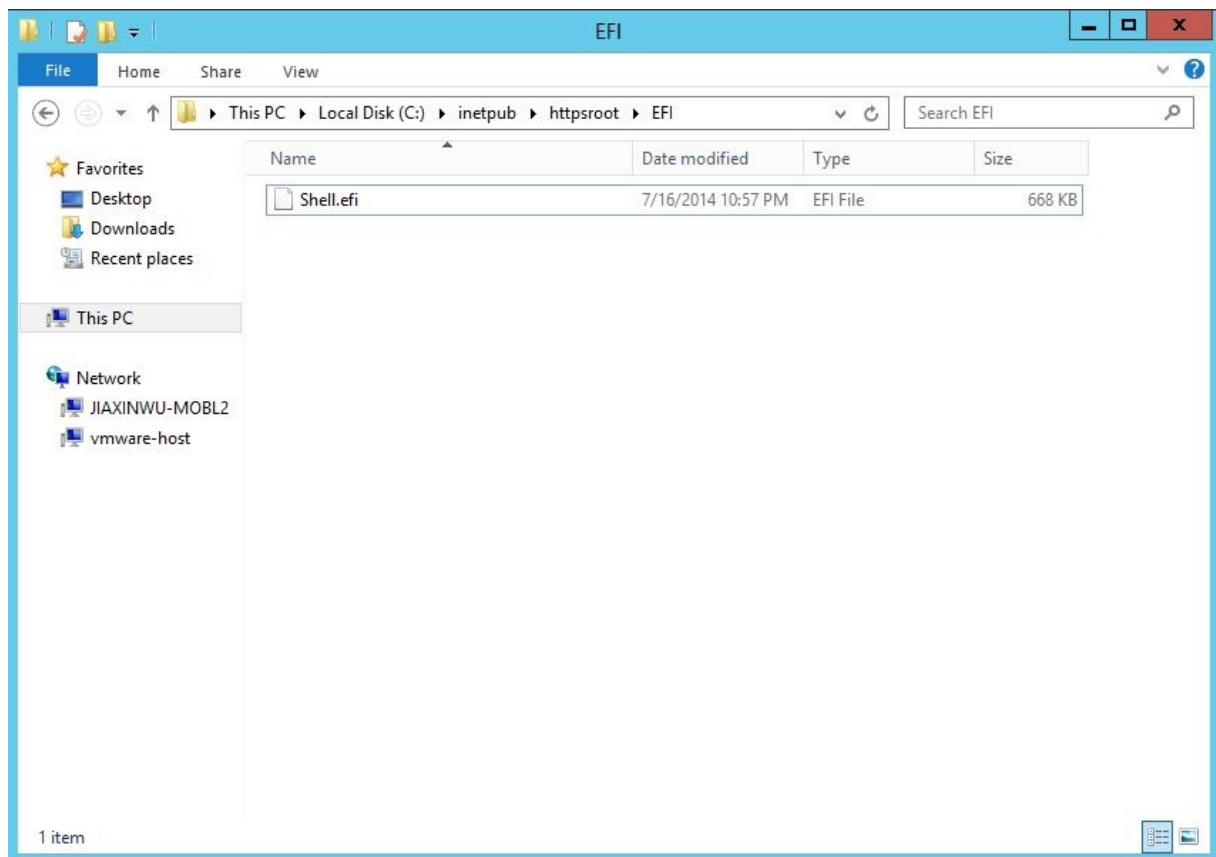 EFI
File Home Share View
This PC Local Disk (C:) inetpub httpsroot EFI Search EFI
Name Date modified Type Size
Favorites
Desktop
Downloads
Recent places
This PC
Network
JIAXINWU-MOBL2
vmware-host
Shell.efi 7/16/2014 10:57 PM EFI File 668 KB
1 item